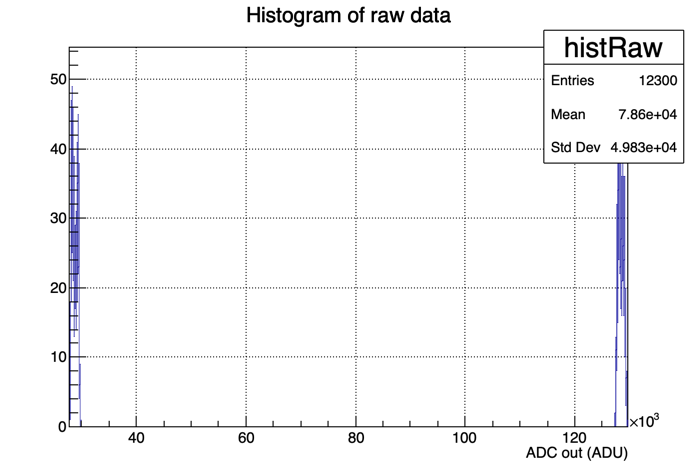 Histogram of raw data
histRaw
Entries 12300
Mean 7.86e+04
Std Dev 4.983e+04
50
40
30
20
10
0
40 60 80 100 120 ×10³
ADC out (ADU)